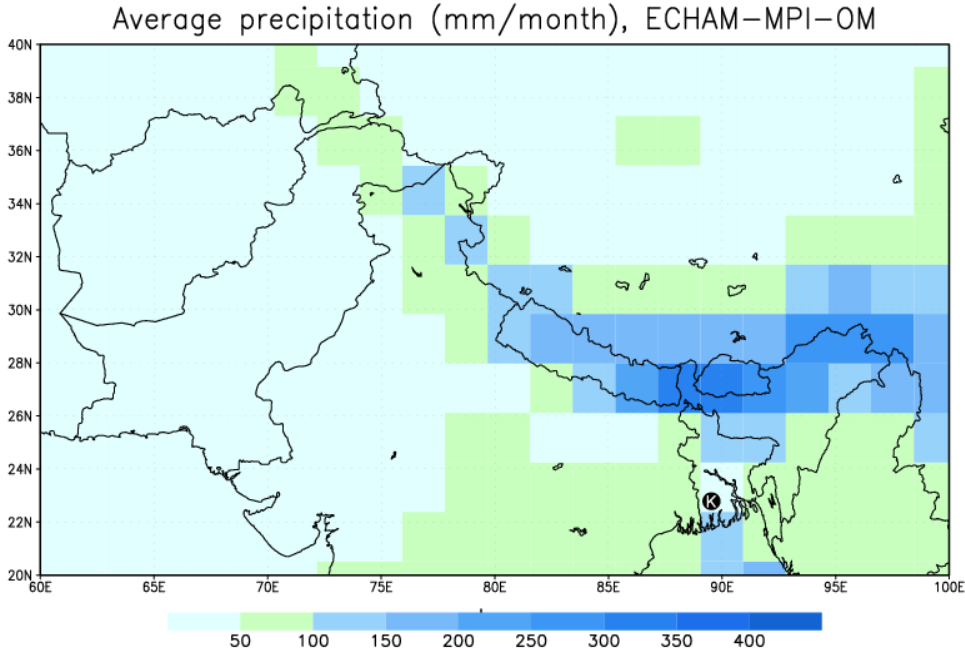 Average precipitation (mm/month), ECHAM-MPI-OM
40N
38N
36N
34N
32N
30N
28N
26N
24N
22N
20N
K
60E 65E 70E 75E 80E 85E 90E 95E 100E
50 100 150 200 250 300 350 400